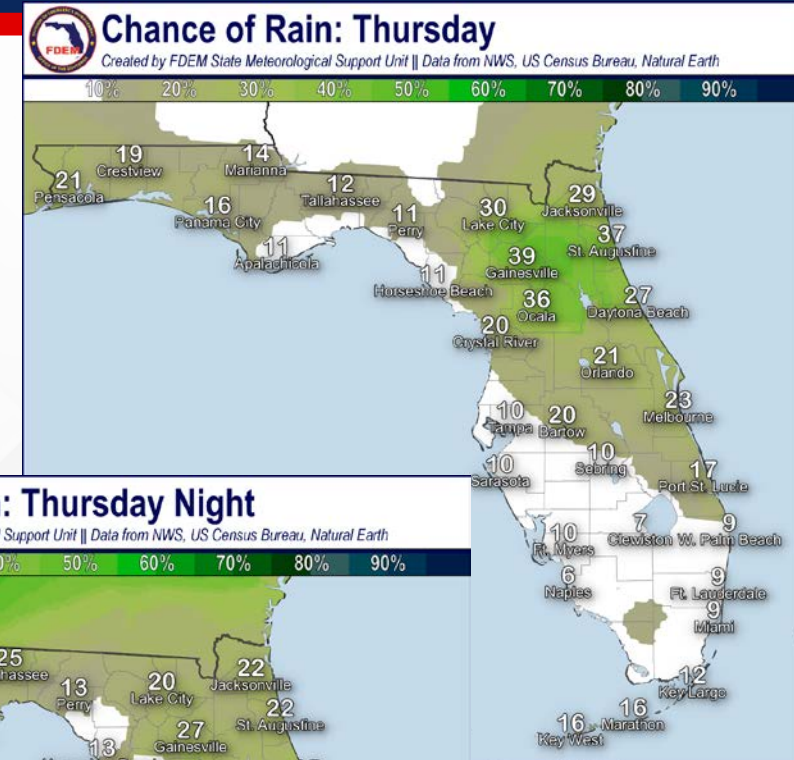 FDEM
Chance of Rain: Thursday
Created by FDEM State Meteorological Support Unit || Data from NWS, US Census Bureau, Natural Earth
10% 20% 30% 40% 50% 60% 70% 80% 90%
19
Crestview
14
Marianna
21
Pensacola
12
Tallahassee
16
Panama City
11
Perry
30
Lake City
29
Jacksonville
11
Apalachicola
37
St. Augustine
39
Gainesville
11
Horseshoe Beach
36
Ocala
27
Daytona Beach
20
Crystal River
21
Orlando
23
Melbourne
10
Tampa
20
Bartow
10
Sarasota
10
Sebring
17
Port St. Lucie
10
Ft. Myers
7
Clewiston
9
W. Palm Beach
6
Naples
9
Ft. Lauderdale
9
Miami
12
Key Largo
16
Marathon
16
Key West
: Thursday Night
Support Unit || Data from NWS, US Census Bureau, Natural Earth
0% 50% 60% 70% 80% 90%
25
hassee
13
Perry
20
Lake City
22
Jacksonville
22
St. Augustine
27
Gainesville
13